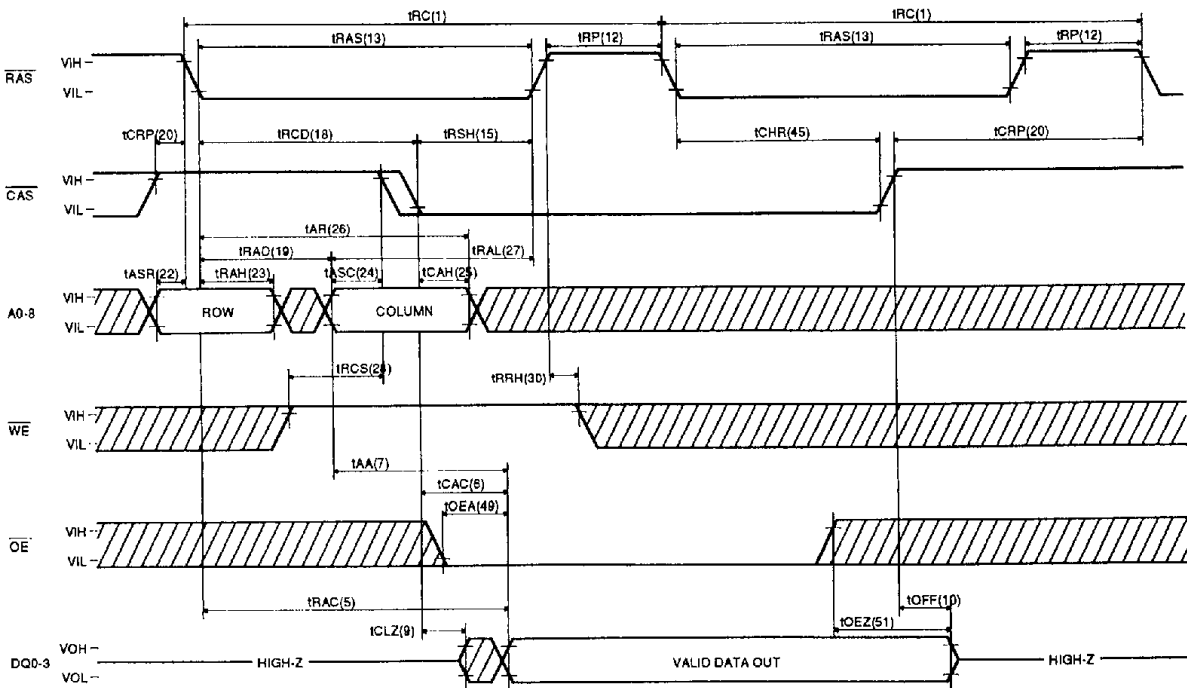 tRC(1) tRC(1)
tRAS(13) tRP(12) tRAS(13) tRP(12)
RAS VIH VIL
tCRP(20) tRCD(18) tRSH(15) tCHR(45) tCRP(20)
CAS VIH VIL
tAR(26)
tRAD(19) tRAL(27)
tASR(22) tRAH(23) tASC(24) tCAH(25)
A0-8 VIH VIL ROW COLUMN
tRCS(28) tRRH(30)
WE VIH VIL
tAA(7)
tCAC(6)
tOEA(49)
OE VIH VIL
tRAC(5) tOFF(10)
tCLZ(9) tOEZ(51)
DQ0-3 VOH VOL HIGH-Z VALID DATA OUT HIGH-Z